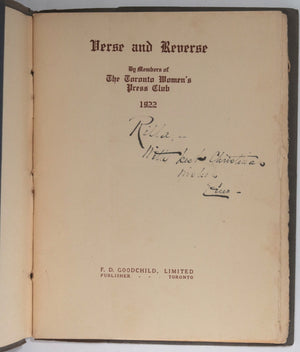 Verse and Reverse
By Members of
The Toronto Women's
Press Club
1922
With best Christmas
wishes
F. D. GOODCHILD, LIMITED
PUBLISHER - - TORONTO